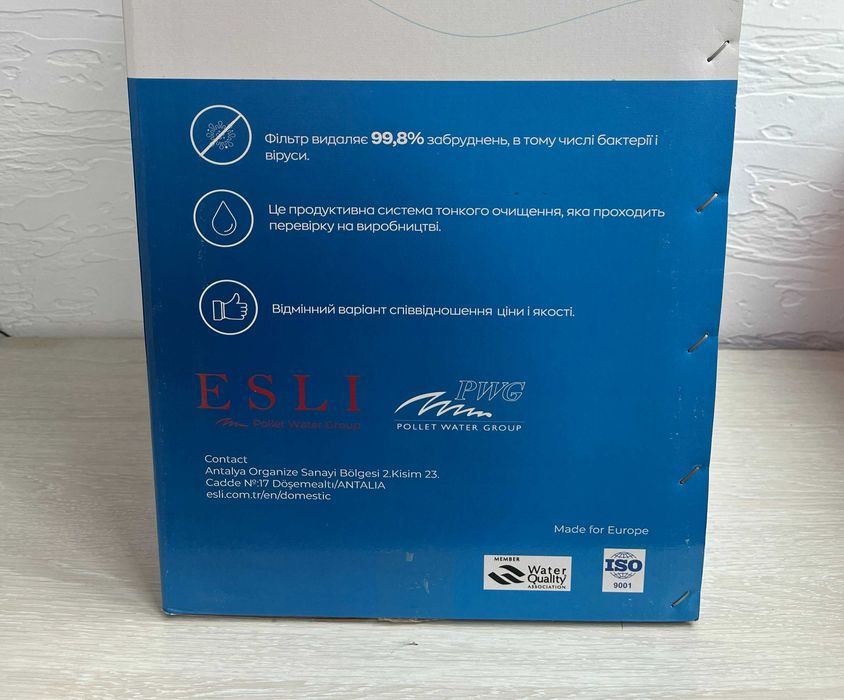 Фільтр видаляє 99,8% забруднень, в тому числі бактерії і
віруси.
Це продуктивна система тонкого очищення, яка проходить
перевірку на виробництві.
Відмінний варіант співвідношення ціни і якості.
ESLI
Pollet Water Group
PWG
POLLET WATER GROUP
Contact
Antalya Organize Sanayi Bölgesi 2.Kisim 23.
Cadde №:17 Döşemealtı/ANTALIA
esli.com.tr/en/domestic
Made for Europe
MEMBER
Water
Quality
ASSOCIATION
ISO
9001